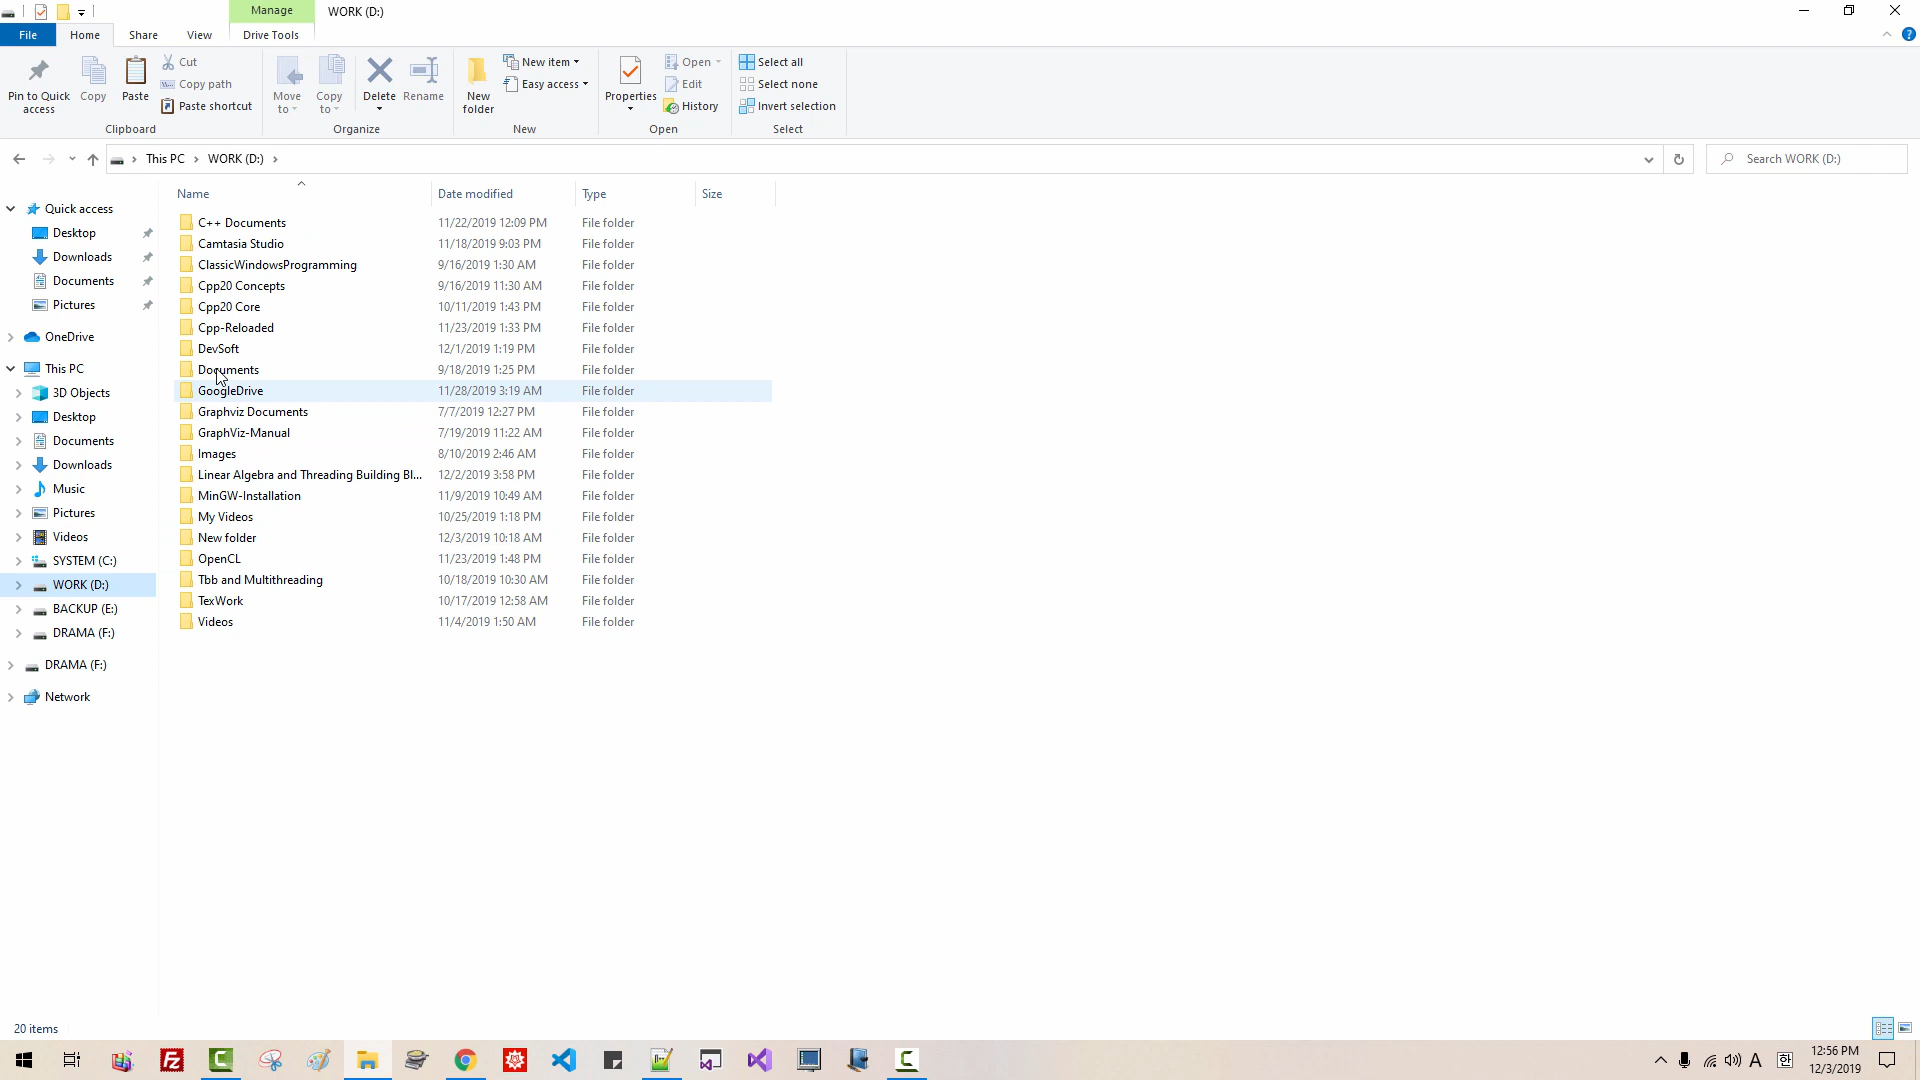 Manage WORK (D:)
File Home Share View Drive Tools
Pin to Quick access
Copy
Paste
Cut
Copy path
Paste shortcut
Clipboard
Move to
Copy to
Delete
Rename
Organize
New folder
New item
Easy access
New
Properties
Open
Edit
History
Open
Select all
Select none
Invert selection
Select
This PC WORK (D:)
Search WORK (D:)
Quick access
Desktop
Downloads
Documents
Pictures
OneDrive
This PC
3D Objects
Desktop
Documents
Downloads
Music
Pictures
Videos
SYSTEM (C:)
WORK (D:)
BACKUP (E:)
DRAMA (F:)
DRAMA (F:)
Network
Name Date modified Type Size
C++ Documents 11/22/2019 12:09 PM File folder
Camtasia Studio 11/18/2019 9:03 PM File folder
ClassicWindowsProgramming 9/16/2019 1:30 AM File folder
Cpp20 Concepts 9/16/2019 11:30 AM File folder
Cpp20 Core 10/11/2019 1:43 PM File folder
Cpp-Reloaded 11/23/2019 1:33 PM File folder
DevSoft 12/1/2019 1:19 PM File folder
Documents 9/18/2019 1:25 PM File folder
GoogleDrive 11/28/2019 3:19 AM File folder
Graphviz Documents 7/7/2019 12:27 PM File folder
GraphViz-Manual 7/19/2019 11:22 AM File folder
Images 8/10/2019 2:46 AM File folder
Linear Algebra and Threading Building Bl... 12/2/2019 3:58 PM File folder
MinGW-Installation 11/9/2019 10:49 AM File folder
My Videos 10/25/2019 1:18 PM File folder
New folder 12/3/2019 10:18 AM File folder
OpenCL 11/23/2019 1:48 PM File folder
Tbb and Multithreading 10/18/2019 10:30 AM File folder
TexWork 10/17/2019 12:58 AM File folder
Videos 11/4/2019 1:50 AM File folder
20 items
A 한 12:56 PM
12/3/2019